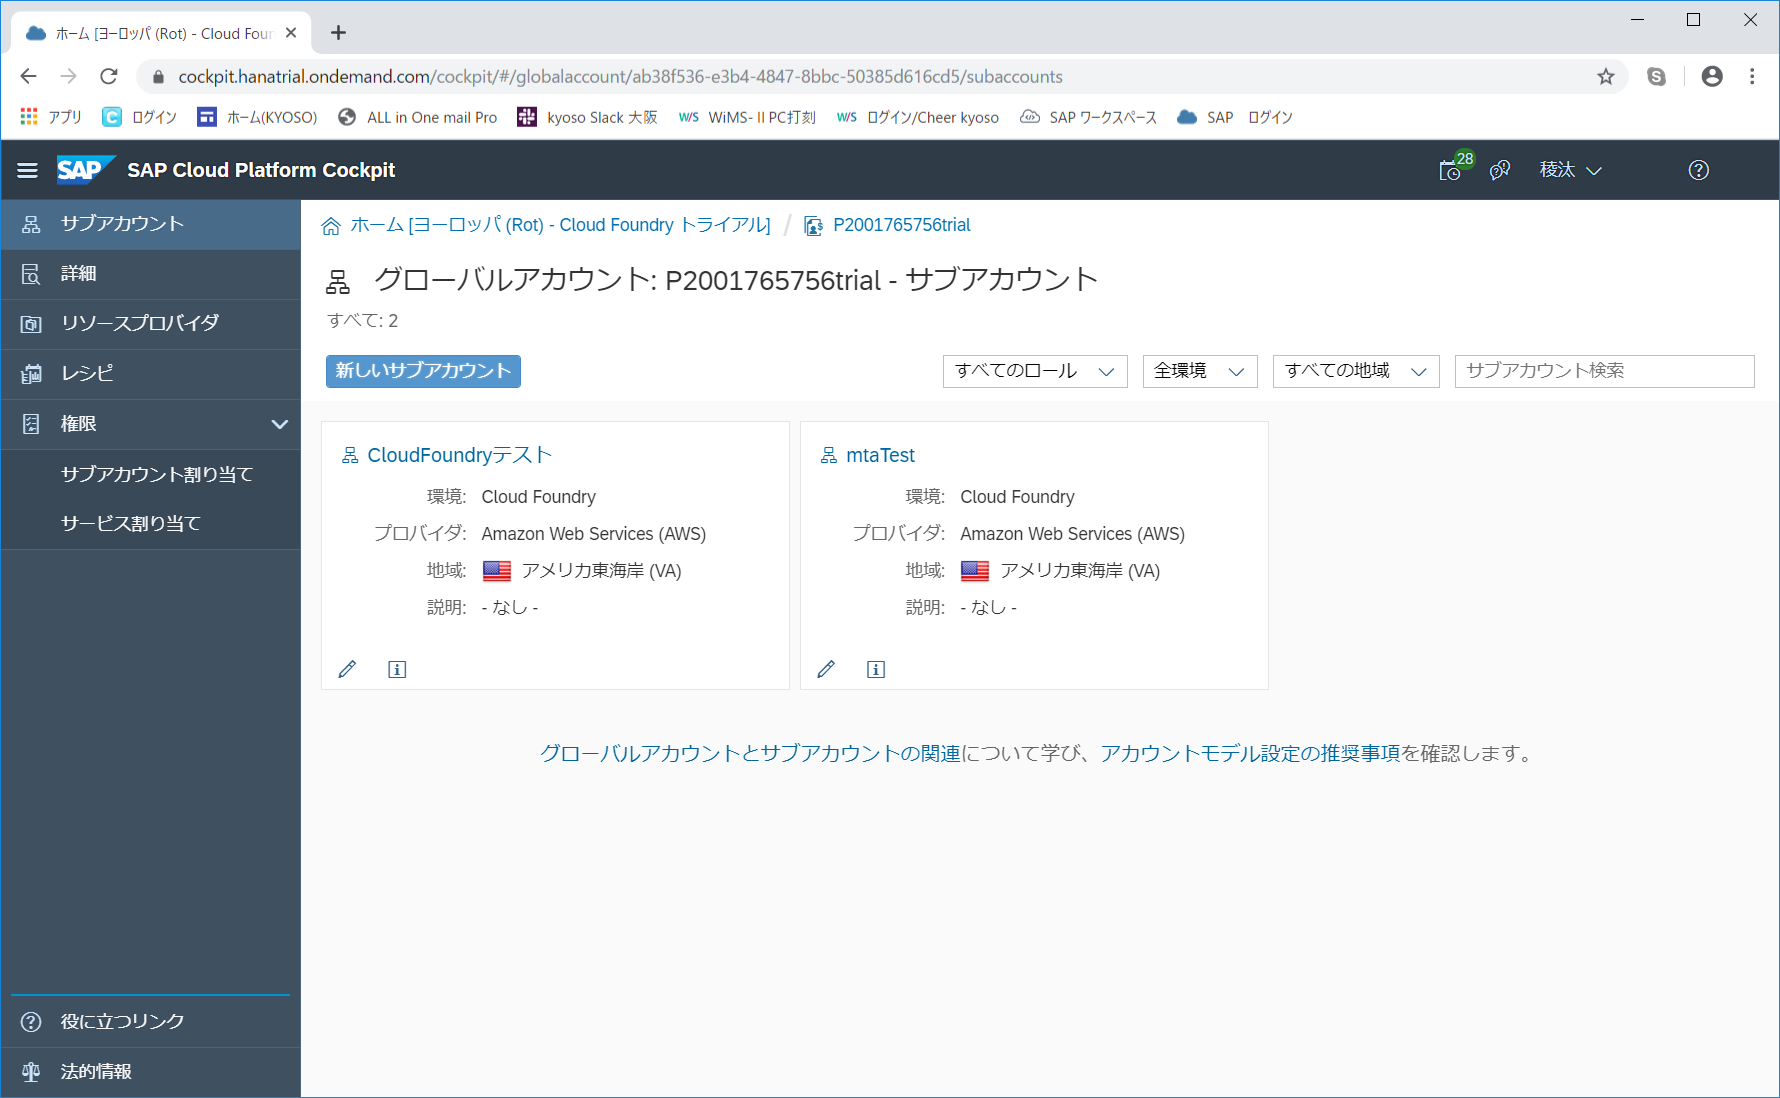 ホーム [ヨーロッパ (Rot) - Cloud Foun
cockpit.hanatrial.ondemand.com/cockpit/#/globalaccount/ab38f536-e3b4-4847-8bbc-50385d616cd5/subaccounts
アプリ ログイン ホーム(KYOSO) ALL in One mail Pro kyoso Slack 大阪 W/S WiMS-ⅡPC打刻 W/S ログイン/Cheer kyoso SAP ワークスペース SAP ログイン
SAP SAP Cloud Platform Cockpit 28 稜汰
サブアカウント
詳細
リソースプロバイダ
レシピ
権限
サブアカウント割り当て
サービス割り当て
役に立つリンク
法的情報
ホーム [ヨーロッパ (Rot) - Cloud Foundry トライアル] / P2001765756trial
グローバルアカウント: P2001765756trial - サブアカウント
すべて: 2
新しいサブアカウント すべてのロール 全環境 すべての地域 サブアカウント検索
CloudFoundryテスト
環境: Cloud Foundry
プロバイダ: Amazon Web Services (AWS)
地域: アメリカ東海岸 (VA)
説明: - なし -
mtaTest
環境: Cloud Foundry
プロバイダ: Amazon Web Services (AWS)
地域: アメリカ東海岸 (VA)
説明: - なし -
グローバルアカウントとサブアカウントの関連について学び、アカウントモデル設定の推奨事項を確認します。